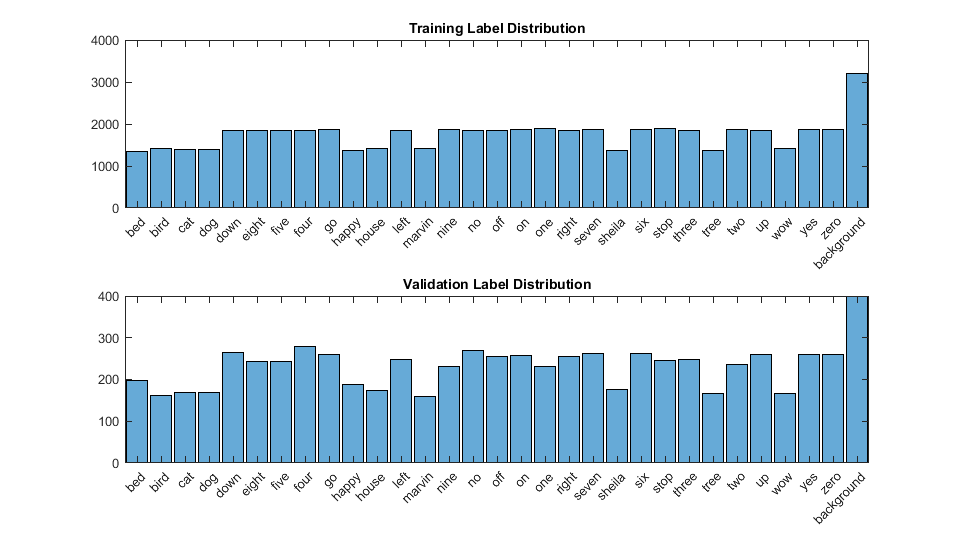 Training Label Distribution
4000
3000
2000
1000
0
bed bird cat dog down eight five four go happy house left marvin nine no off on one right seven sheila six stop three tree two up wow yes zero background
Validation Label Distribution
400
300
200
100
0
bed bird cat dog down eight five four go happy house left marvin nine no off on one right seven sheila six stop three tree two up wow yes zero background